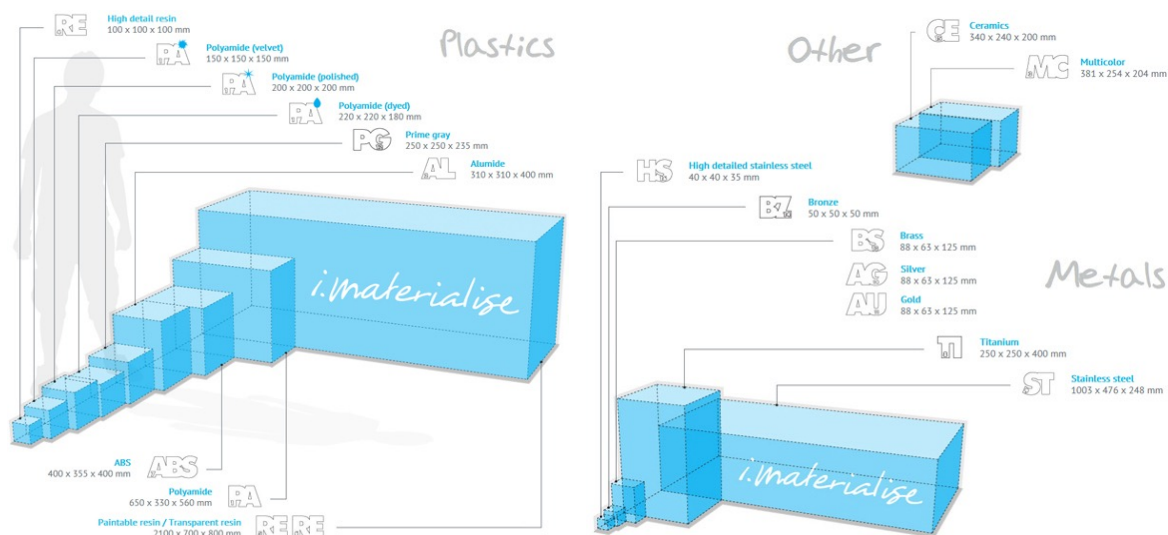 Plastics
RE
High detail resin
100 x 100 x 100 mm
PA
Polyamide (velvet)
150 x 150 x 150 mm
PA
Polyamide (polished)
200 x 200 x 200 mm
PA
Polyamide (dyed)
220 x 220 x 180 mm
PG
Prime gray
250 x 250 x 235 mm
AL
Alumide
310 x 310 x 400 mm
i.materialise
ABS
400 x 355 x 400 mm
ABS
Polyamide
650 x 330 x 560 mm
PA
Paintable resin / Transparent resin
2100 x 700 x 800 mm
RE RE
Other
CE
Ceramics
340 x 240 x 200 mm
MC
Multicolor
381 x 254 x 204 mm
Metals
HS
High detailed stainless steel
40 x 40 x 35 mm
BZ
Bronze
50 x 50 x 50 mm
BS
Brass
88 x 63 x 125 mm
AG
Silver
88 x 63 x 125 mm
AU
Gold
88 x 63 x 125 mm
TI
Titanium
250 x 250 x 400 mm
ST
Stainless steel
1003 x 476 x 248 mm
i.materialise